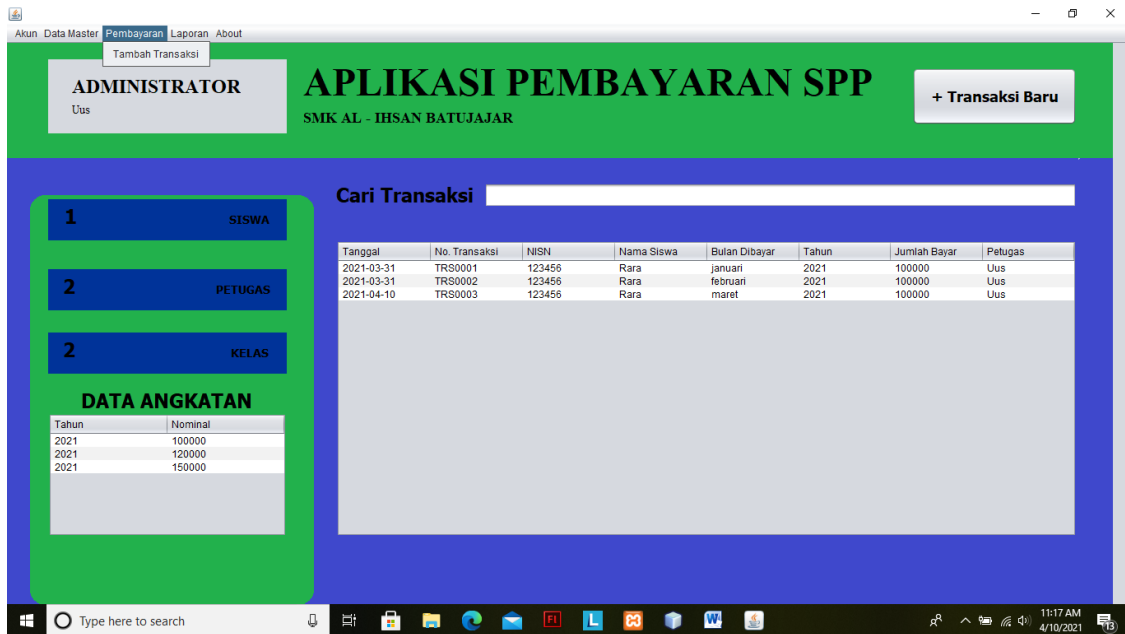 Akun Data Master Pembayaran Laporan About
Tambah Transaksi
ADMINISTRATOR
Uus
APLIKASI PEMBAYARAN SPP
SMK AL - IHSAN BATUJAJAR
+ Transaksi Baru
Cari Transaksi
1 SISWA
2 PETUGAS
2 KELAS
DATA ANGKATAN
Tahun Nominal
2021 100000
2021 120000
2021 150000
Tanggal No. Transaksi NISN Nama Siswa Bulan Dibayar Tahun Jumlah Bayar Petugas
2021-03-31 TRS0001 123456 Rara januari 2021 100000 Uus
2021-03-31 TRS0002 123456 Rara februari 2021 100000 Uus
2021-04-10 TRS0003 123456 Rara maret 2021 100000 Uus
Type here to search
Fl
L
W
11:17 AM
4/10/2021
13